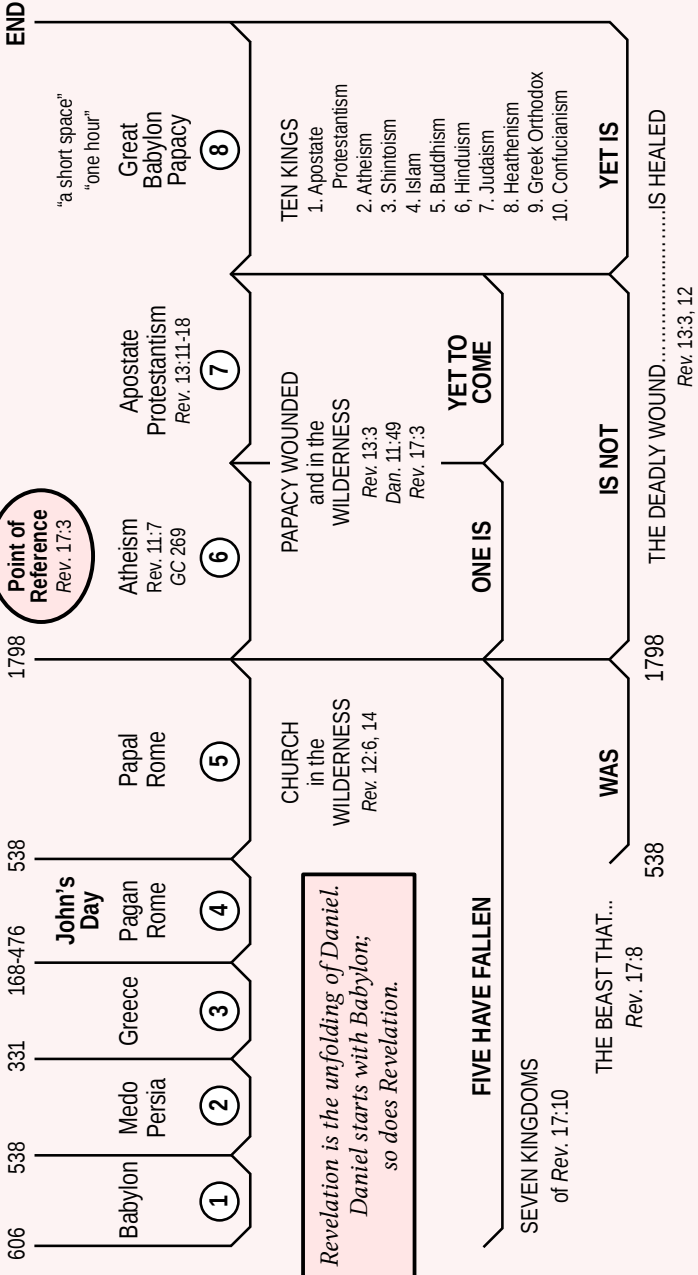 606
538
331
168-476
538
1798
END
Point of
Reference
Rev. 17:3
John's
Day
Babylon
1
Medo
Persia
2
Greece
3
Pagan
Rome
4
Papal
Rome
5
Atheism
Rev. 11:7
GC 269
6
Apostate
Protestantism
Rev. 13:11-18
7
"a short space"
"one hour"
Great
Babylon
Papacy
8
Revelation is the unfolding of Daniel.
Daniel starts with Babylon;
so does Revelation.
CHURCH
in the
WILDERNESS
Rev. 12:6, 14
PAPACY WOUNDED
and in the
WILDERNESS
Rev. 13:3
Dan. 11:49
Rev. 17:3
TEN KINGS
1. Apostate
Protestantism
2. Atheism
3. Shintoism
4. Islam
5. Buddhism
6, Hinduism
7. Judaism
8. Heathenism
9. Greek Orthodox
10. Confucianism
FIVE HAVE FALLEN
ONE IS
YET TO
COME
SEVEN KINGDOMS
of Rev. 17:10
WAS
IS NOT
YET IS
THE BEAST THAT...
Rev. 17:8
538
1798
THE DEADLY WOUND.....................IS HEALED
Rev. 13:3, 12